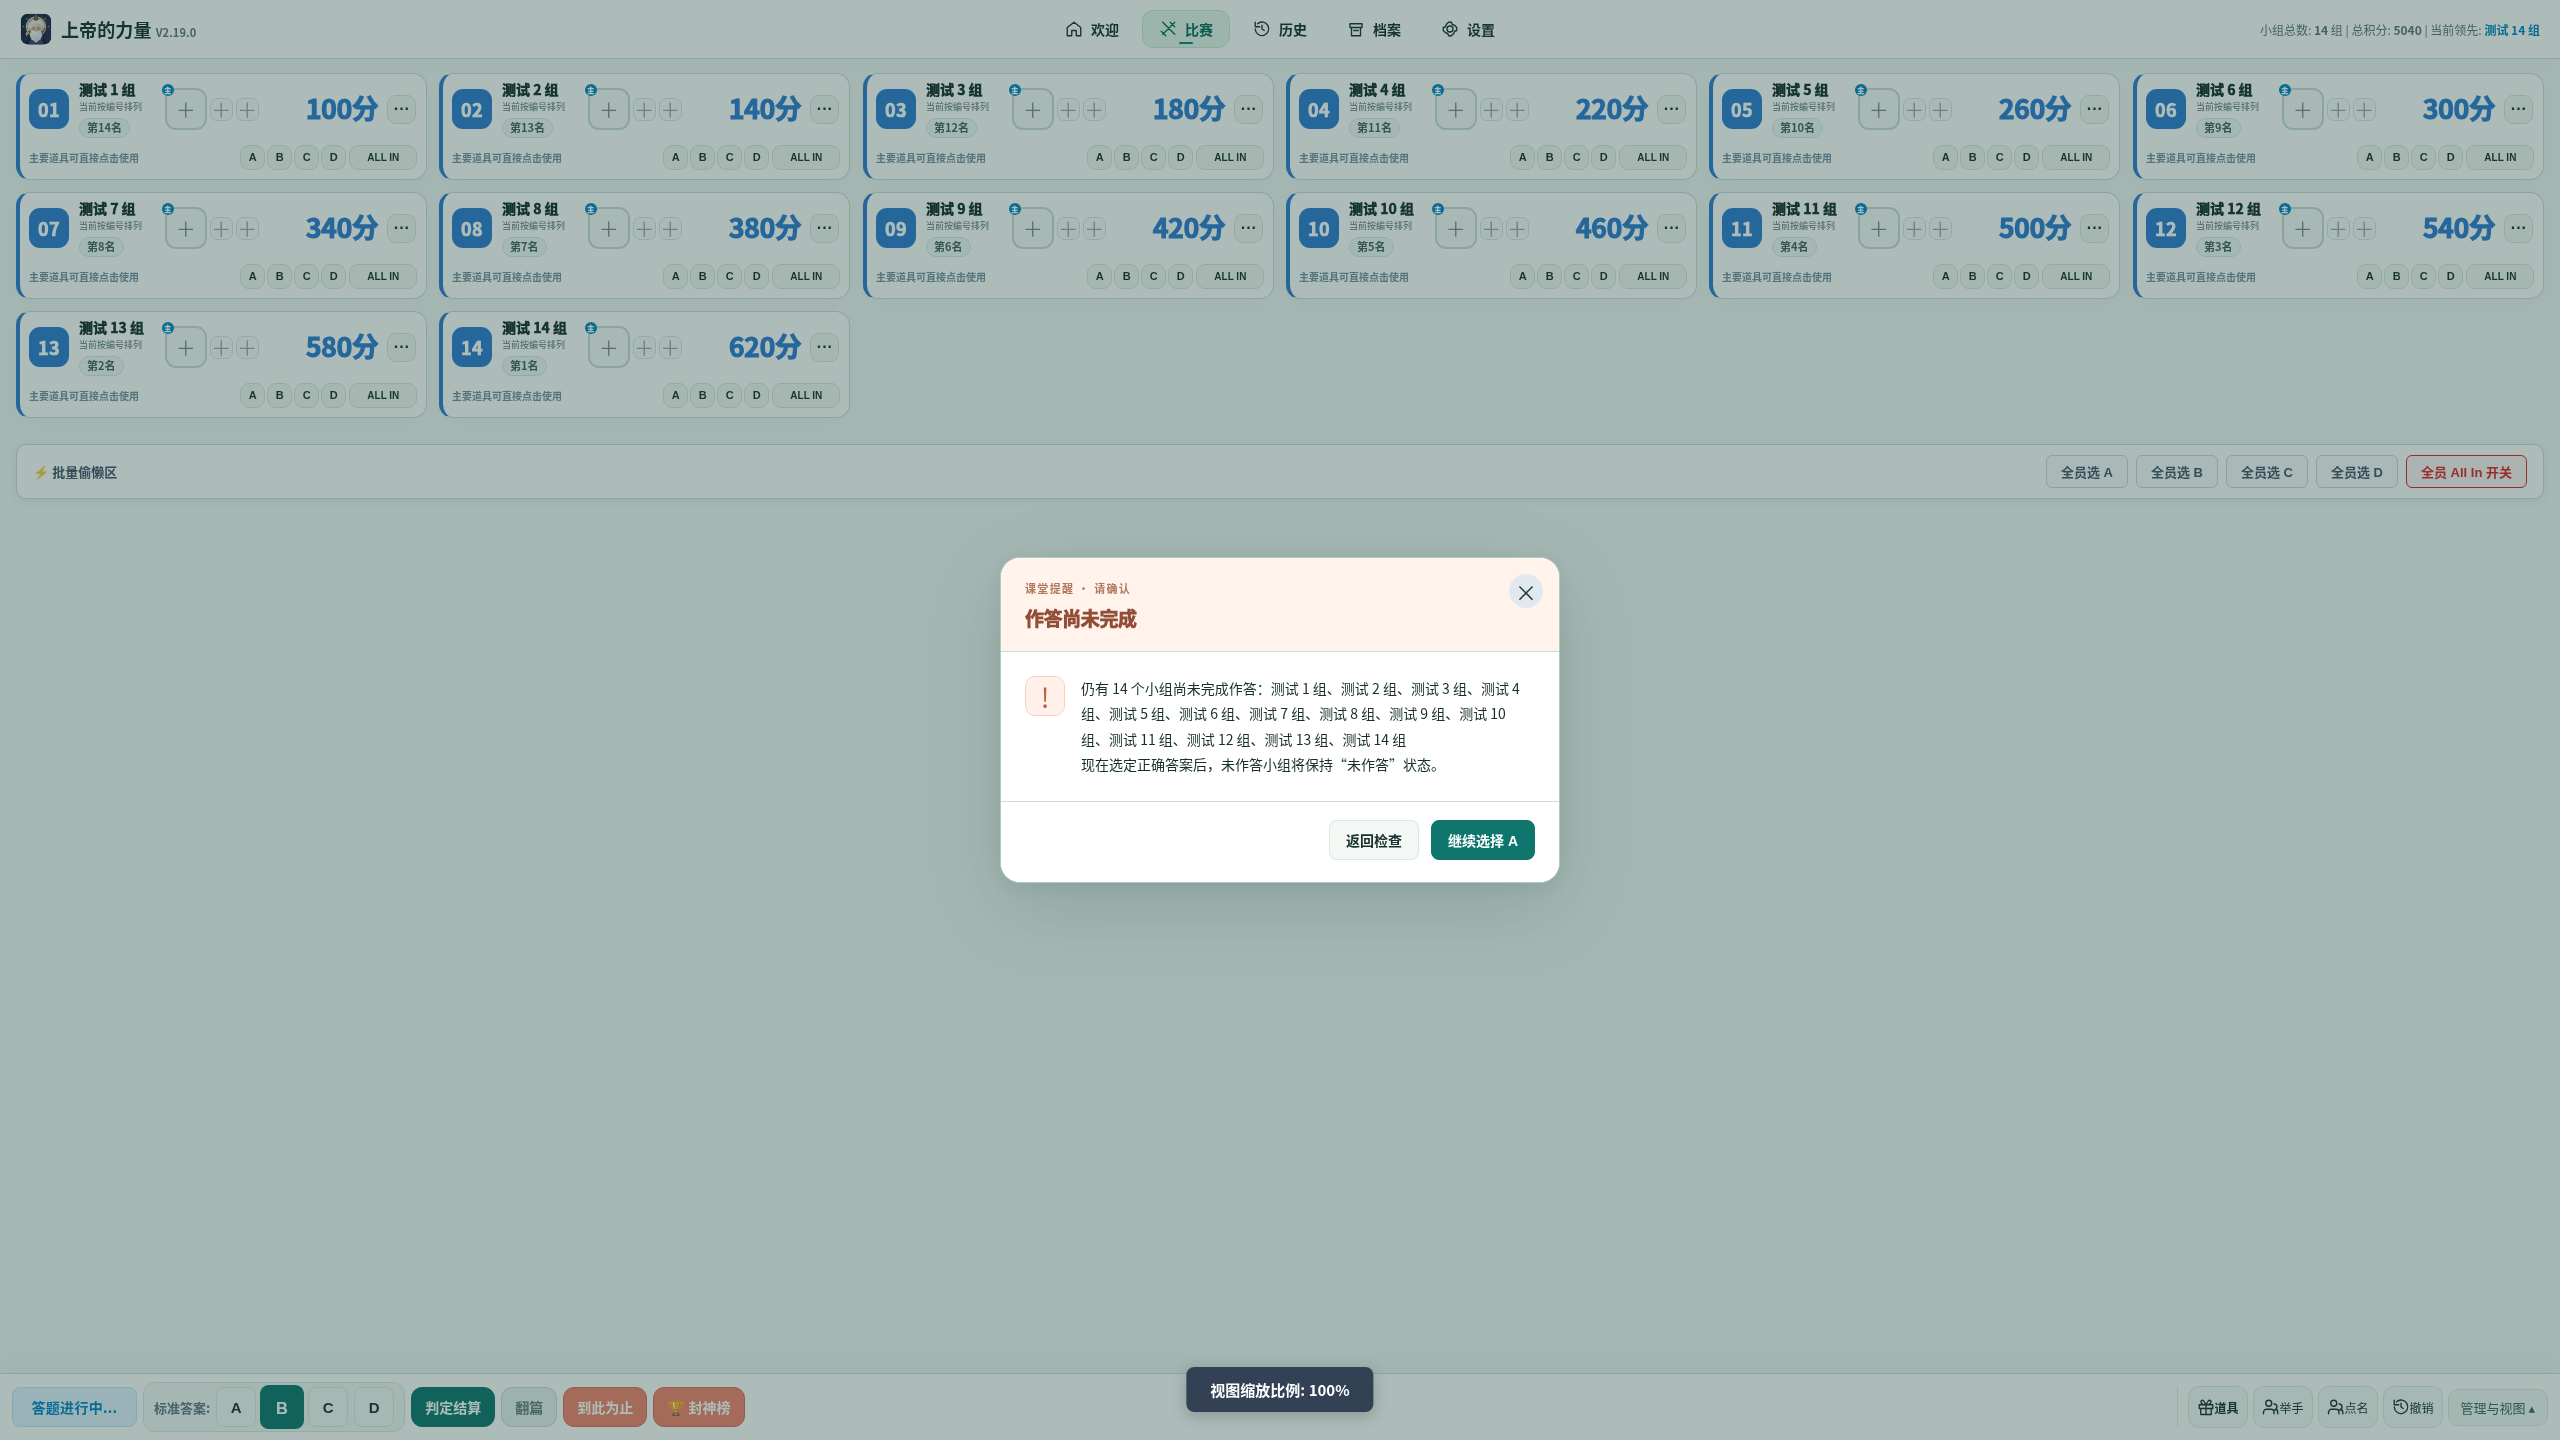 上帝的力量 V2.19.0
欢迎
比赛
历史
档案
设置
小组总数: 14 组 | 总积分: 5040 | 当前领先: 测试 14 组
01
测试 1 组
当前按编号排列
第14名
主
100分
主要道具可直接点击使用
A B C D ALL IN
02
测试 2 组
当前按编号排列
第13名
主
140分
主要道具可直接点击使用
A B C D ALL IN
03
测试 3 组
当前按编号排列
第12名
主
180分
主要道具可直接点击使用
A B C D ALL IN
04
测试 4 组
当前按编号排列
第11名
主
220分
主要道具可直接点击使用
A B C D ALL IN
05
测试 5 组
当前按编号排列
第10名
主
260分
主要道具可直接点击使用
A B C D ALL IN
06
测试 6 组
当前按编号排列
第9名
主
300分
主要道具可直接点击使用
A B C D ALL IN
07
测试 7 组
当前按编号排列
第8名
主
340分
主要道具可直接点击使用
A B C D ALL IN
08
测试 8 组
当前按编号排列
第7名
主
380分
主要道具可直接点击使用
A B C D ALL IN
09
测试 9 组
当前按编号排列
第6名
主
420分
主要道具可直接点击使用
A B C D ALL IN
10
测试 10 组
当前按编号排列
第5名
主
460分
主要道具可直接点击使用
A B C D ALL IN
11
测试 11 组
当前按编号排列
第4名
主
500分
主要道具可直接点击使用
A B C D ALL IN
12
测试 12 组
当前按编号排列
第3名
主
540分
主要道具可直接点击使用
A B C D ALL IN
13
测试 13 组
当前按编号排列
第2名
主
580分
主要道具可直接点击使用
A B C D ALL IN
14
测试 14 组
当前按编号排列
第1名
主
620分
主要道具可直接点击使用
A B C D ALL IN
⚡ 批量偷懒区
全员选 A
全员选 B
全员选 C
全员选 D
全员 All In 开关
课堂提醒 · 请确认
作答尚未完成
仍有 14 个小组尚未完成作答：测试 1 组、测试 2 组、测试 3 组、测试 4
组、测试 5 组、测试 6 组、测试 7 组、测试 8 组、测试 9 组、测试 10
组、测试 11 组、测试 12 组、测试 13 组、测试 14 组
现在选定正确答案后，未作答小组将保持“未作答”状态。
返回检查
继续选择 A
视图缩放比例: 100%
答题进行中...
标准答案: A B C D
判定结算
翻篇
到此为止
🏆 封神榜
道具
举手
点名
撤销
管理与视图 ▴